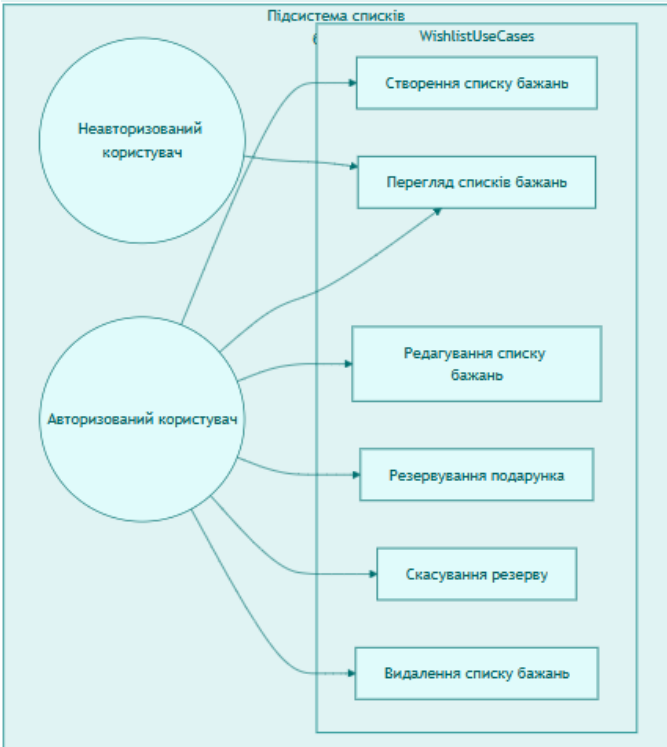 Підсистема списків
WishlistUseCases
Створення списку бажань
Неавторизований
користувач
Перегляд списків бажань
Редагування списку
бажань
Авторизований користувач
Резервування подарунка
Скасування резерву
Видалення списку бажань